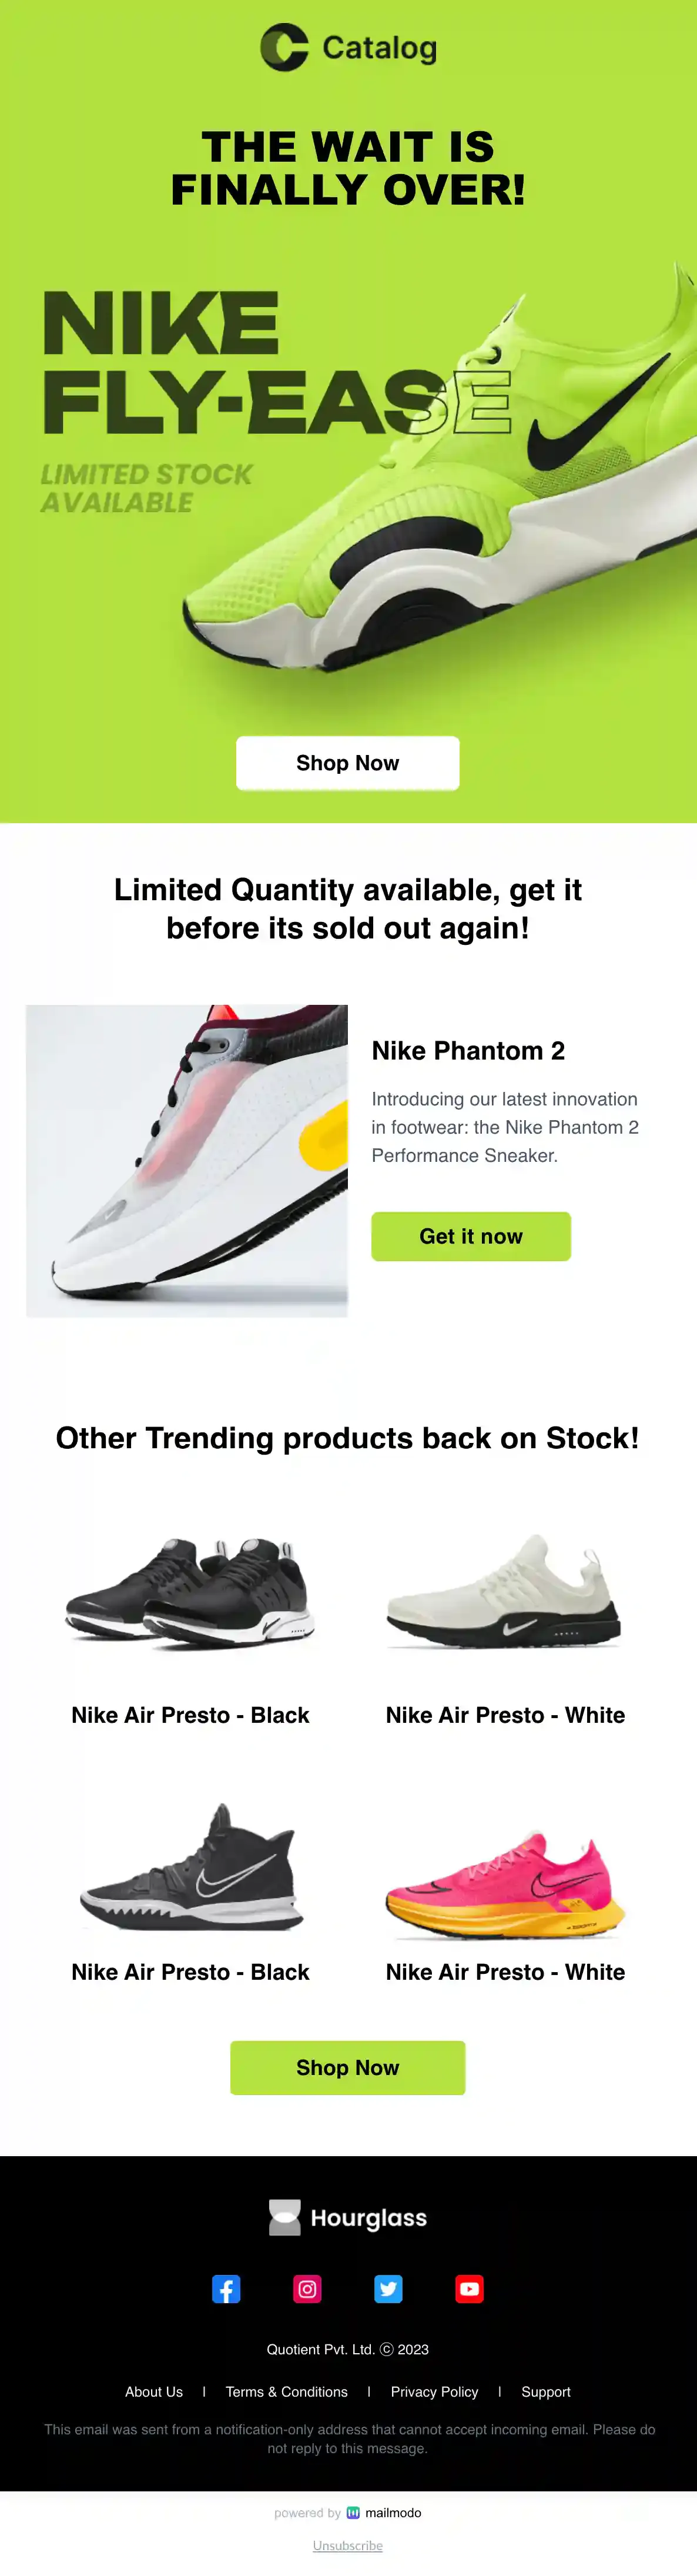 Catalog
THE WAIT IS
FINALLY OVER!
NIKE
FLY-EASE
LIMITED STOCK
AVAILABLE
Shop Now
Limited Quantity available, get it
before its sold out again!
Nike Phantom 2
Introducing our latest innovation
in footwear: the Nike Phantom 2
Performance Sneaker.
Get it now
Other Trending products back on Stock!
Nike Air Presto - Black
Nike Air Presto - White
Nike Air Presto - Black
Nike Air Presto - White
Shop Now
Hourglass
Quotient Pvt. Ltd. ⓒ 2023
About Us | Terms & Conditions | Privacy Policy | Support
This email was sent from a notification-only address that cannot accept incoming email. Please do
not reply to this message.
powered by mailmodo
Unsubscribe